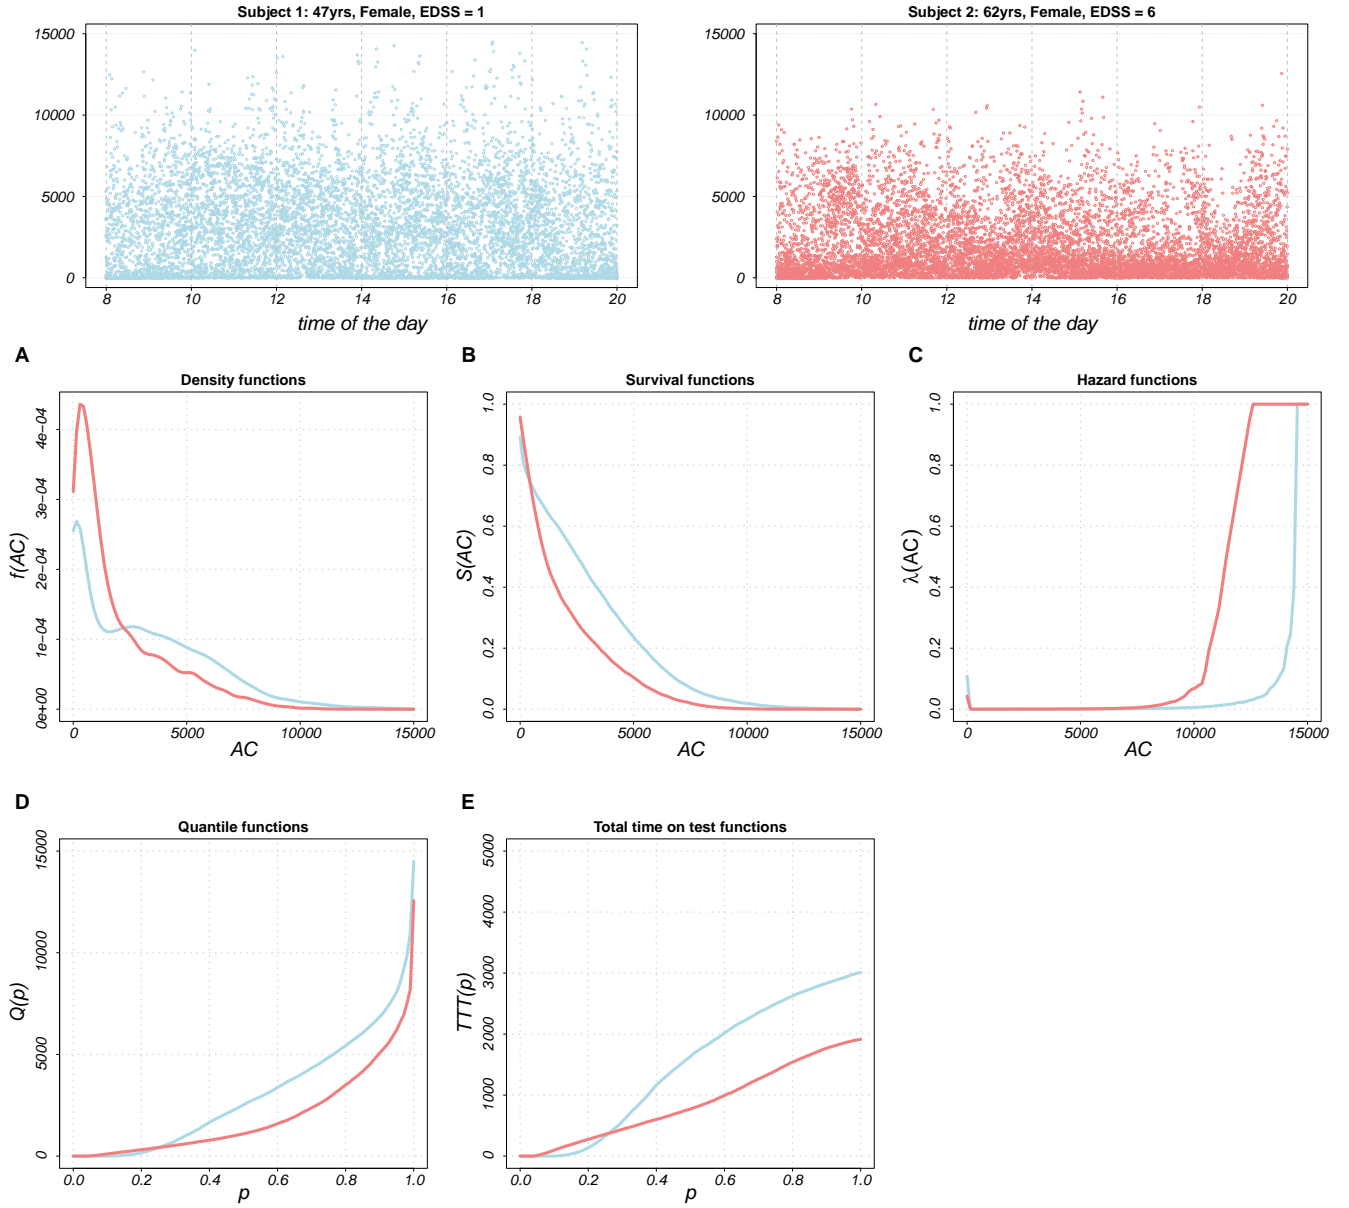 Subject 1: 47yrs, Female, EDSS = 1
15000
10000
5000
0
8 10 12 14 16 18 20
time of the day
Subject 2: 62yrs, Female, EDSS = 6
15000
10000
5000
0
8 10 12 14 16 18 20
time of the day
A
Density functions
f(AC)
4e−04
3e−04
2e−04
1e−04
0e+00
0 5000 10000 15000
AC
B
Survival functions
S(AC)
1.0
0.8
0.6
0.4
0.2
0.0
0 5000 10000 15000
AC
C
Hazard functions
λ(AC)
1.0
0.8
0.6
0.4
0.2
0.0
0 5000 10000 15000
AC
D
Quantile functions
Q(p)
15000
10000
5000
0
0.0 0.2 0.4 0.6 0.8 1.0
p
E
Total time on test functions
TTT(p)
5000
4000
3000
2000
1000
0
0.0 0.2 0.4 0.6 0.8 1.0
p